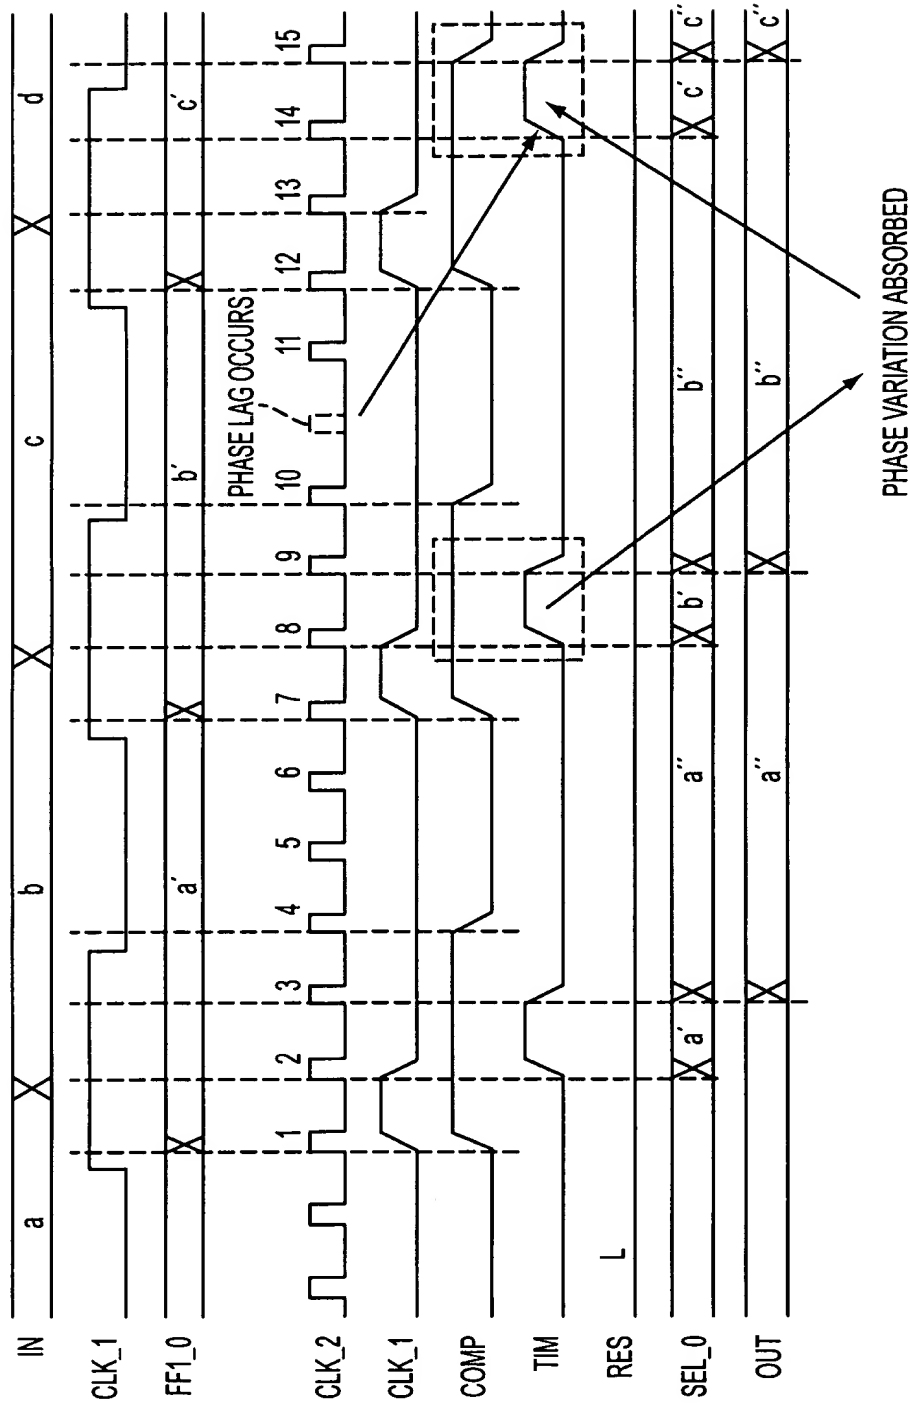 IN a b c d
CLK_1
FF1_0 a' b' c'
PHASE LAG OCCURS
CLK_2 1 2 3 4 5 6 7 8 9 10 11 12 13 14 15
CLK_1
COMP
TIM
RES L
SEL_0 a' a'' b' b'' c' c''
OUT a'' b'' c''
PHASE VARIATION ABSORBED